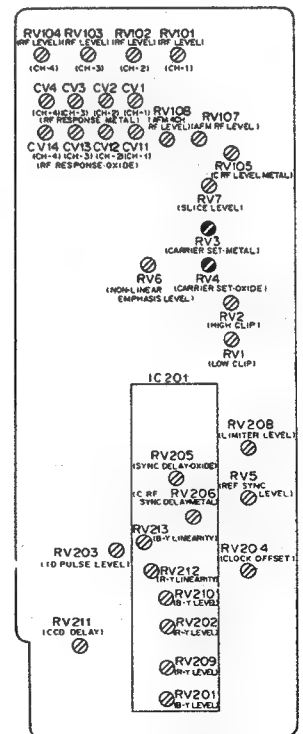 RV104 RV103 RV102 RV101
(RF LEVEL) (RF LEVEL) (RF LEVEL) (RF LEVEL)
(CH-4) (CH-3) (CH-2) (CH-1)
CV4 CV3 CV2 CV1
(CH-4) (CH-3) (CH-2) (CH-1)
(RF RESPONSE METAL)
RV108
(AFM 4CH
RF LEVEL)
RV107
(AFM RF LEVEL)
CV14 CV13 CV12 CV11
(CH-4) (CH-3) (CH-2) (CH-1)
(RF RESPONSE-OXIDE)
RV105
(C RF LEVEL METAL)
RV7
(SLICE LEVEL)
RV3
(CARRIER SET-METAL)
RV6
(NON-LINEAR
EMPHASIS LEVEL)
RV4
(CARRIER SET-OXIDE)
RV2
(HIGH CLIP)
RV1
(LOW CLIP)
IC201
RV208
(LIMITER LEVEL)
RV205
(SYNC DELAY-OXIDE)
RV5
(REF SYNC
LEVEL)
(C RF RV206
SYNC DELAY-METAL)
RV213
(B-Y LINEARITY)
RV203
(ID PULSE LEVEL)
RV204
(CLOCK OFFSET)
RV212
(R-Y LINEARITY)
RV210
(B-Y LEVEL)
RV211
(CCD DELAY)
RV202
(R-Y LEVEL)
RV209
(R-Y LEVEL)
RV201
(B-Y LEVEL)